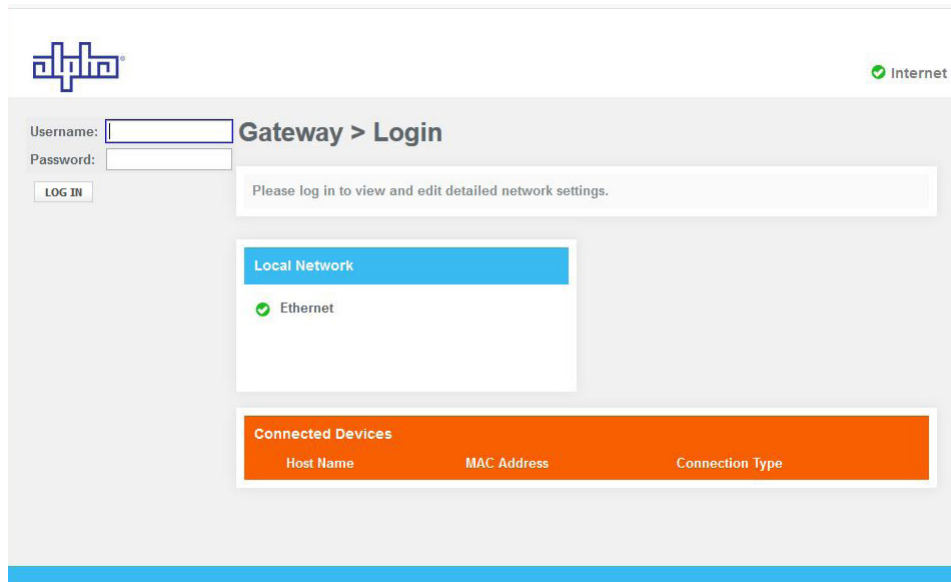 alpha®
Internet
Username:
Password:
LOG IN
Gateway > Login
Please log in to view and edit detailed network settings.
Local Network
Ethernet
Connected Devices
Host Name MAC Address Connection Type